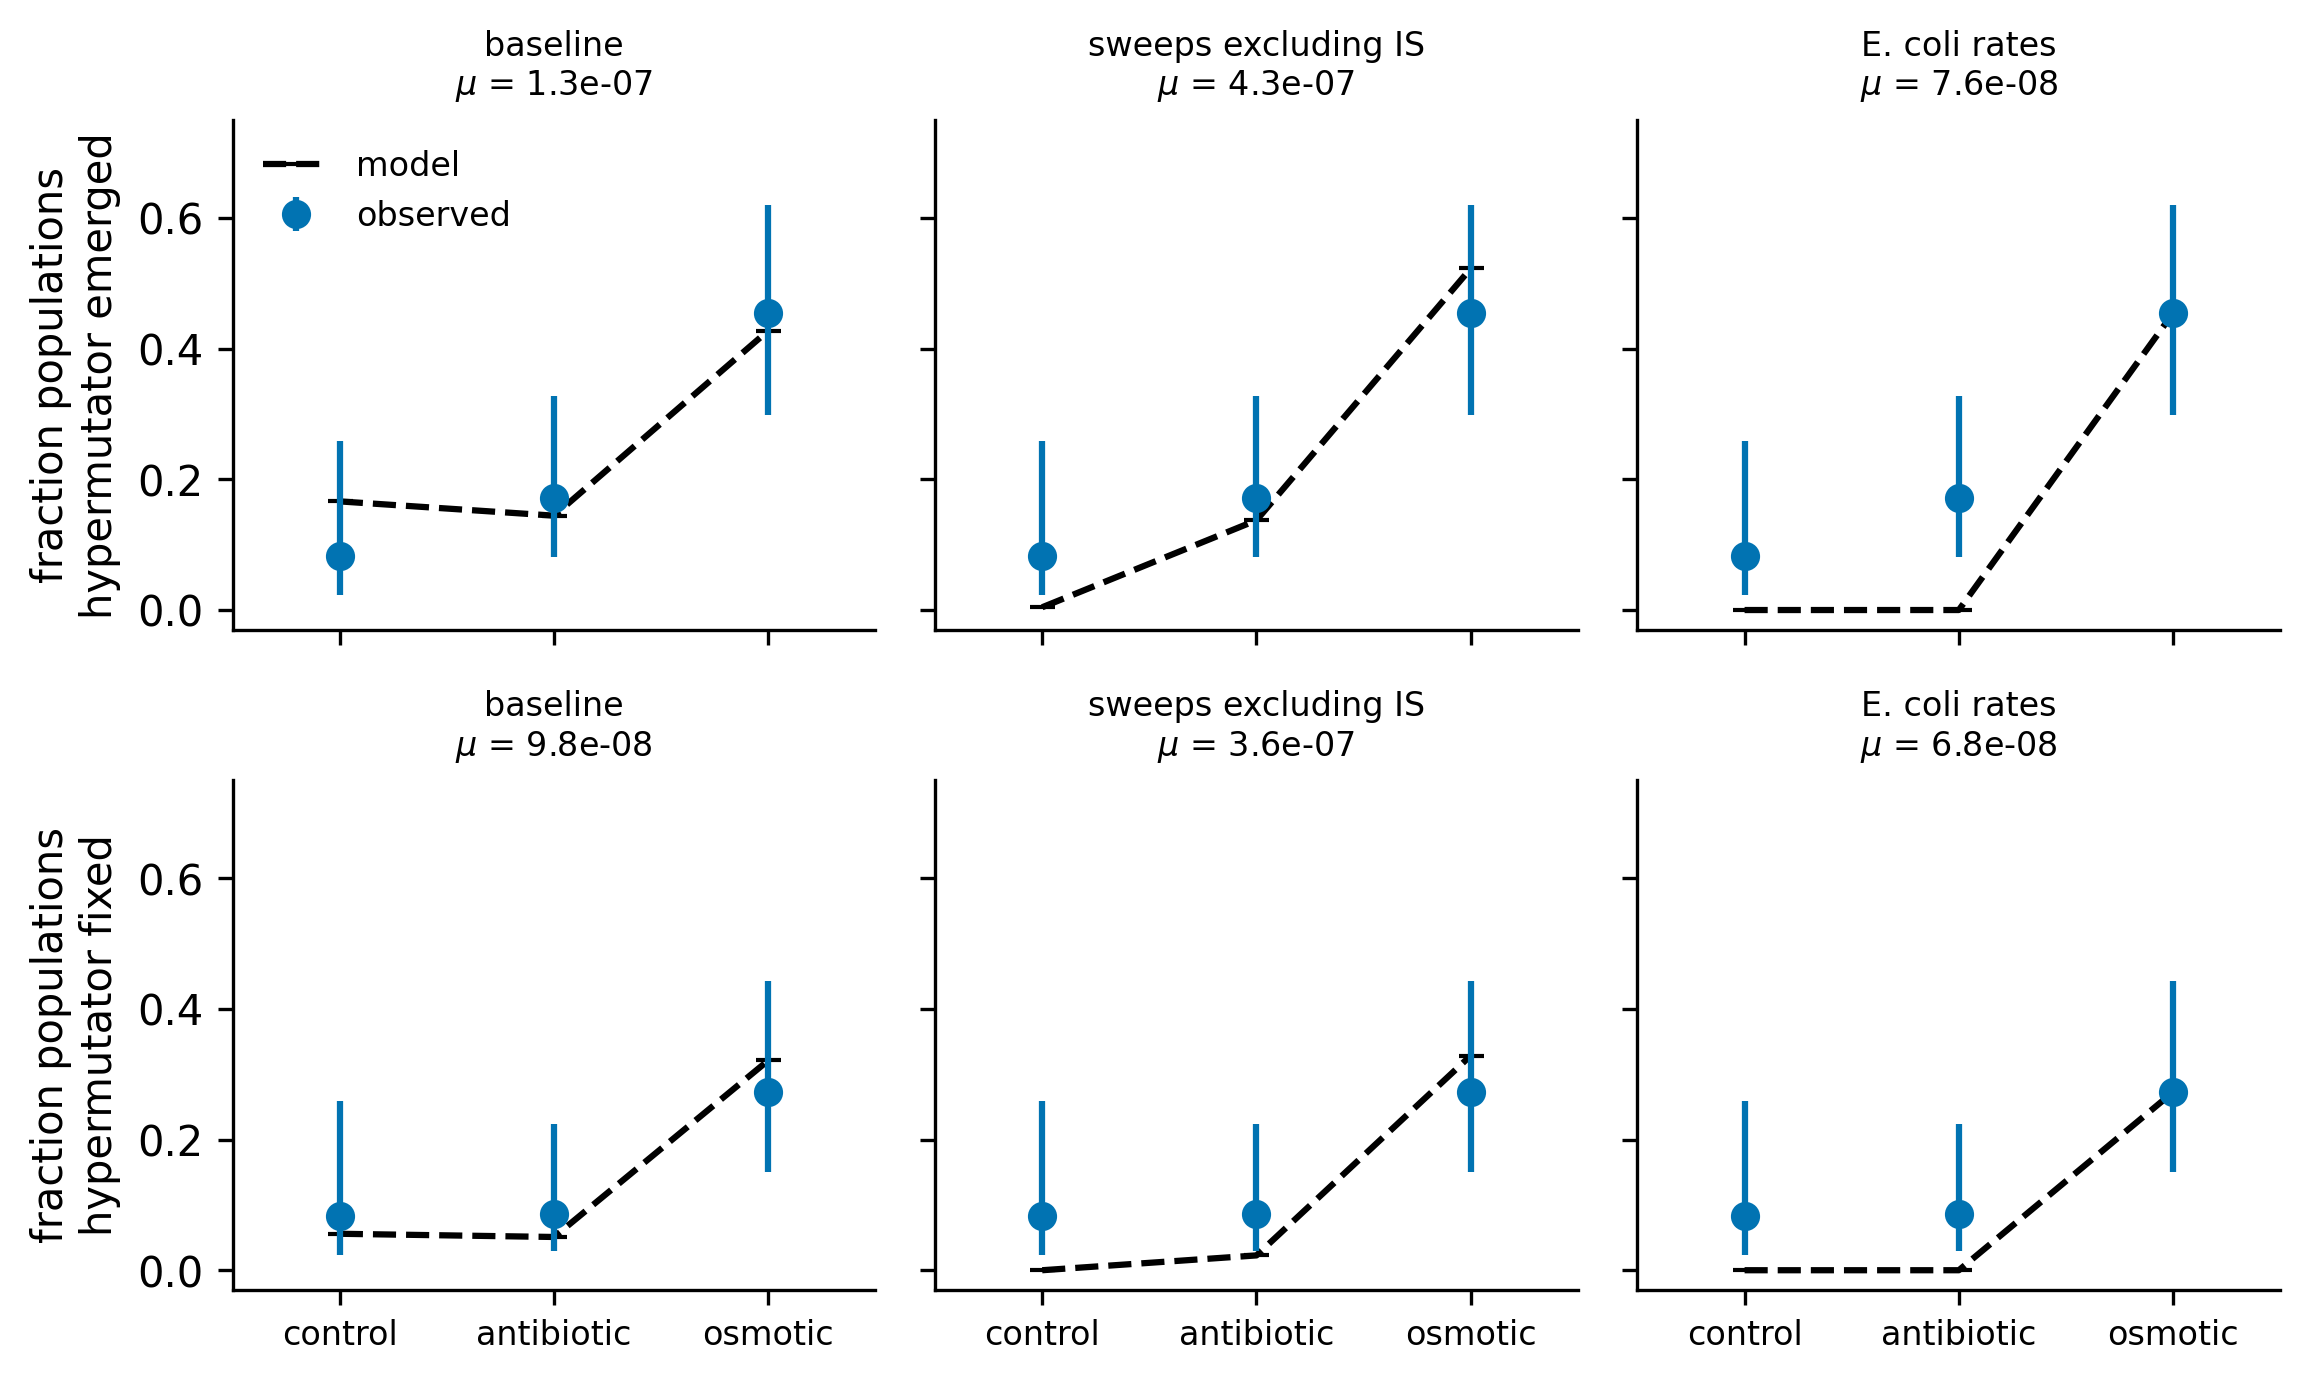 baseline
μ = 1.3e-07
sweeps excluding IS
μ = 4.3e-07
E. coli rates
μ = 7.6e-08
fraction populations
hypermutator emerged
0.6
0.4
0.2
0.0
model
observed
baseline
μ = 9.8e-08
sweeps excluding IS
μ = 3.6e-07
E. coli rates
μ = 6.8e-08
fraction populations
hypermutator fixed
0.6
0.4
0.2
0.0
control antibiotic osmotic
control antibiotic osmotic
control antibiotic osmotic